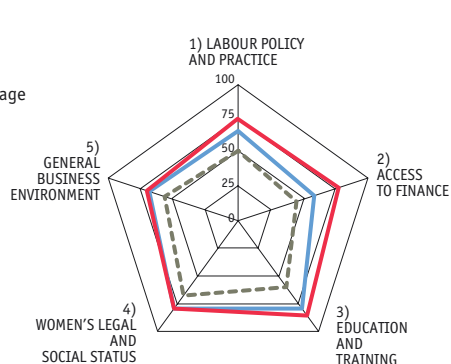 1) LABOUR POLICY
AND PRACTICE
100
75
50
25
0
2)
ACCESS
TO FINANCE
3)
EDUCATION
AND
TRAINING
4)
WOMEN'S LEGAL
AND
SOCIAL STATUS
5)
GENERAL
BUSINESS
ENVIRONMENT
age